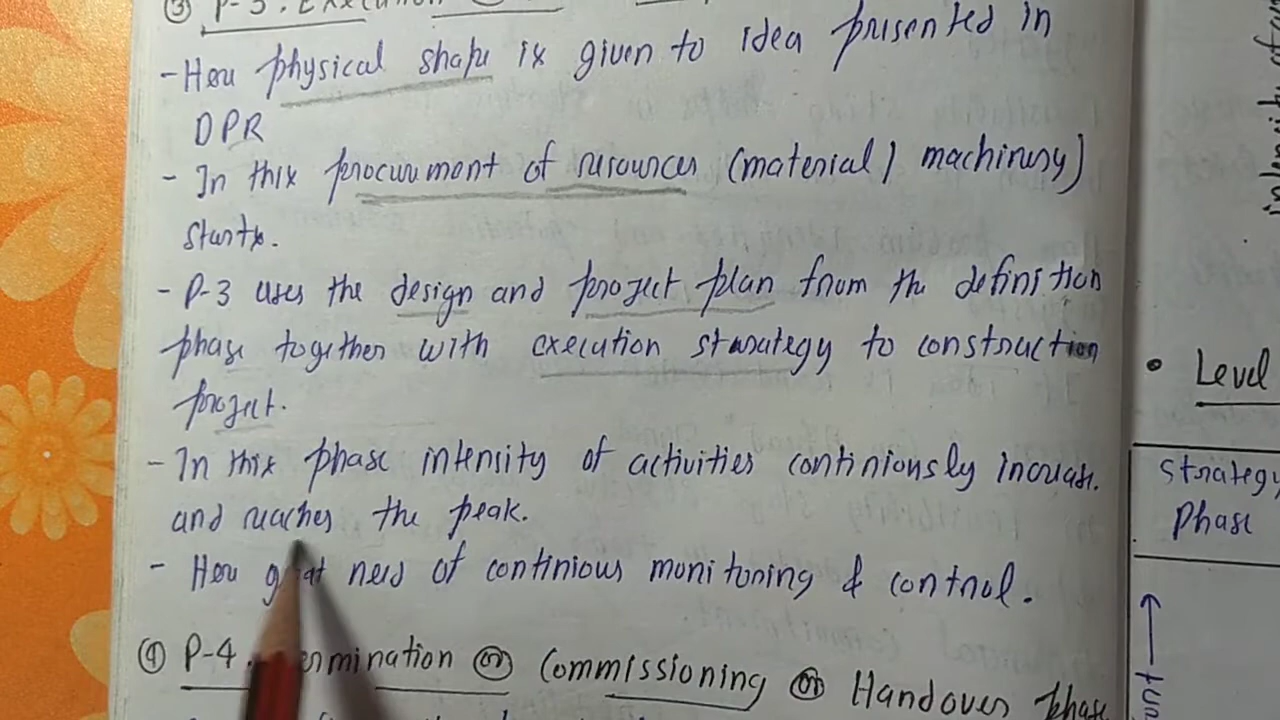 ③ P-3. Execution
- Here physical shape is given to idea prisented in
DPR
- In this procurement of resources (material / machinery)
starts.
- P-3 uses the design and project plan from the definition
phase together with execution strategy to construction
project.
- In this phase intensity of activities continiously increase.
and reaches the peak.
- Here great need of continious monitoring & control.
④ P-4. Termination or Commissioning or Handover phase
• Level
Strategy
Phase